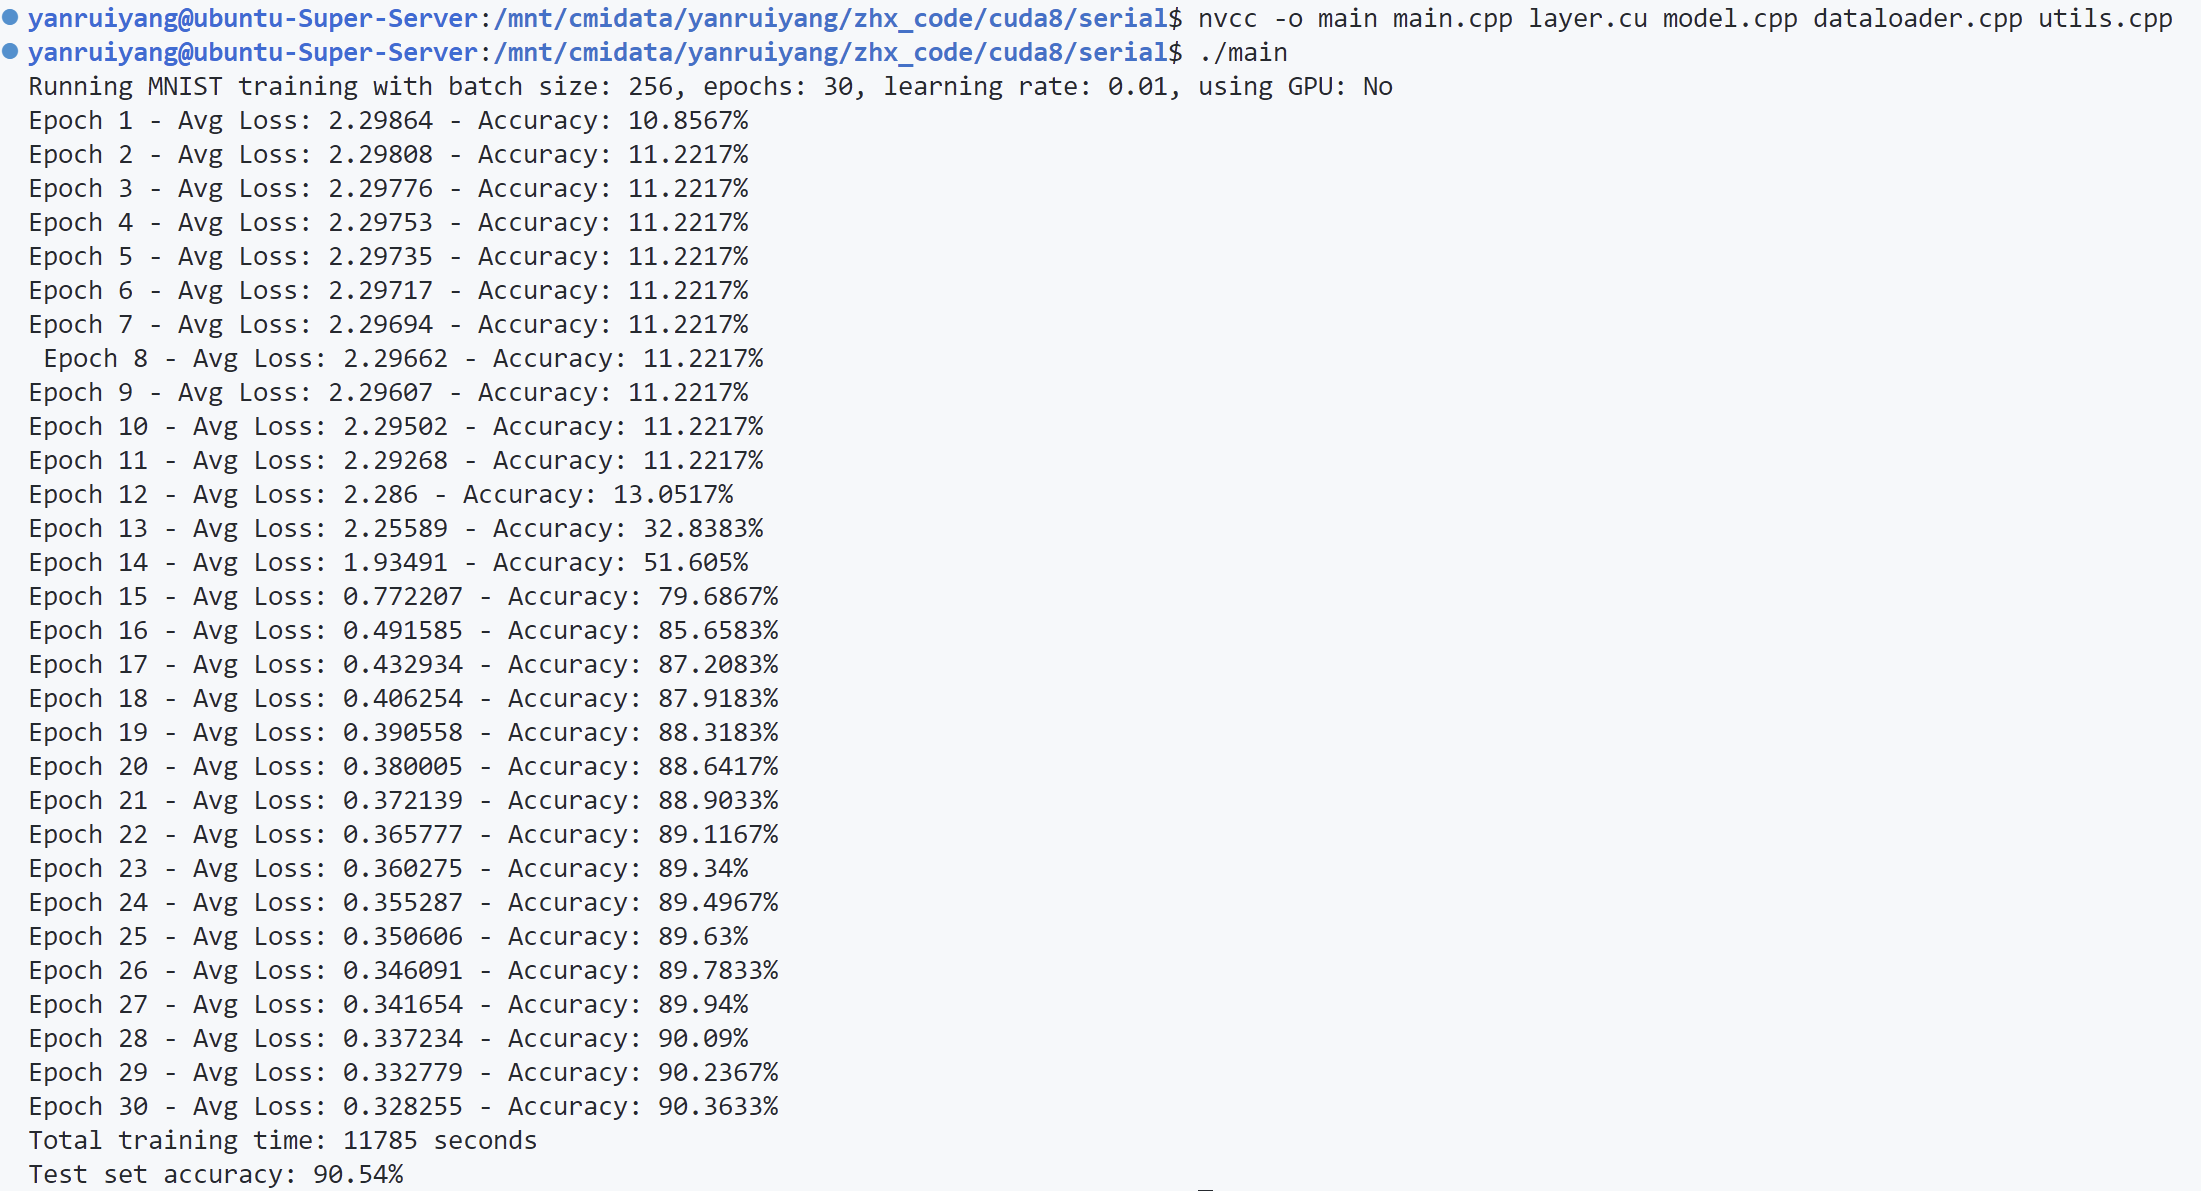 yanruiyang@ubuntu-Super-Server:/mnt/cmidata/yanruiyang/zhx_code/cuda8/serial$ nvcc -o main main.cpp layer.cu model.cpp dataloader.cpp utils.cpp
yanruiyang@ubuntu-Super-Server:/mnt/cmidata/yanruiyang/zhx_code/cuda8/serial$ ./main
Running MNIST training with batch size: 256, epochs: 30, learning rate: 0.01, using GPU: No
Epoch 1 - Avg Loss: 2.29864 - Accuracy: 10.8567%
Epoch 2 - Avg Loss: 2.29808 - Accuracy: 11.2217%
Epoch 3 - Avg Loss: 2.29776 - Accuracy: 11.2217%
Epoch 4 - Avg Loss: 2.29753 - Accuracy: 11.2217%
Epoch 5 - Avg Loss: 2.29735 - Accuracy: 11.2217%
Epoch 6 - Avg Loss: 2.29717 - Accuracy: 11.2217%
Epoch 7 - Avg Loss: 2.29694 - Accuracy: 11.2217%
 Epoch 8 - Avg Loss: 2.29662 - Accuracy: 11.2217%
Epoch 9 - Avg Loss: 2.29607 - Accuracy: 11.2217%
Epoch 10 - Avg Loss: 2.29502 - Accuracy: 11.2217%
Epoch 11 - Avg Loss: 2.29268 - Accuracy: 11.2217%
Epoch 12 - Avg Loss: 2.286 - Accuracy: 13.0517%
Epoch 13 - Avg Loss: 2.25589 - Accuracy: 32.8383%
Epoch 14 - Avg Loss: 1.93491 - Accuracy: 51.605%
Epoch 15 - Avg Loss: 0.772207 - Accuracy: 79.6867%
Epoch 16 - Avg Loss: 0.491585 - Accuracy: 85.6583%
Epoch 17 - Avg Loss: 0.432934 - Accuracy: 87.2083%
Epoch 18 - Avg Loss: 0.406254 - Accuracy: 87.9183%
Epoch 19 - Avg Loss: 0.390558 - Accuracy: 88.3183%
Epoch 20 - Avg Loss: 0.380005 - Accuracy: 88.6417%
Epoch 21 - Avg Loss: 0.372139 - Accuracy: 88.9033%
Epoch 22 - Avg Loss: 0.365777 - Accuracy: 89.1167%
Epoch 23 - Avg Loss: 0.360275 - Accuracy: 89.34%
Epoch 24 - Avg Loss: 0.355287 - Accuracy: 89.4967%
Epoch 25 - Avg Loss: 0.350606 - Accuracy: 89.63%
Epoch 26 - Avg Loss: 0.346091 - Accuracy: 89.7833%
Epoch 27 - Avg Loss: 0.341654 - Accuracy: 89.94%
Epoch 28 - Avg Loss: 0.337234 - Accuracy: 90.09%
Epoch 29 - Avg Loss: 0.332779 - Accuracy: 90.2367%
Epoch 30 - Avg Loss: 0.328255 - Accuracy: 90.3633%
Total training time: 11785 seconds
Test set accuracy: 90.54%